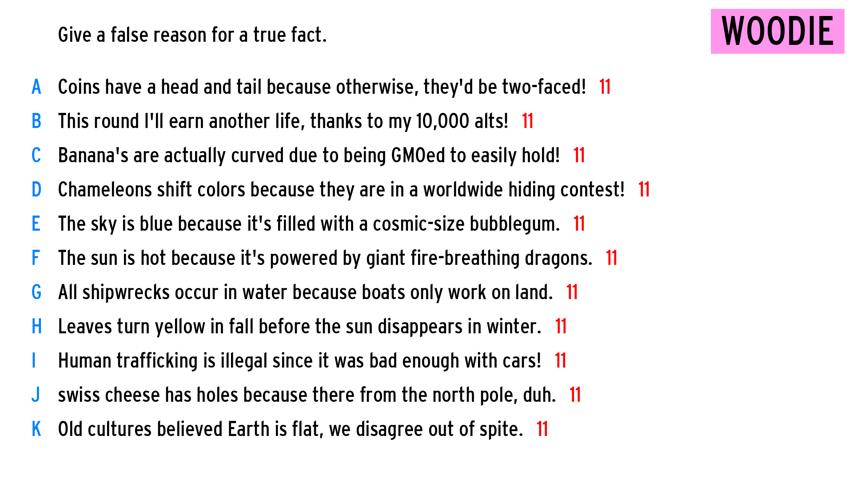 Give a false reason for a true fact.
WOODIE
A Coins have a head and tail because otherwise, they'd be two-faced! 11
B This round I'll earn another life, thanks to my 10,000 alts! 11
C Banana's are actually curved due to being GMOed to easily hold! 11
D Chameleons shift colors because they are in a worldwide hiding contest! 11
E The sky is blue because it's filled with a cosmic-size bubblegum. 11
F The sun is hot because it's powered by giant fire-breathing dragons. 11
G All shipwrecks occur in water because boats only work on land. 11
H Leaves turn yellow in fall before the sun disappears in winter. 11
I Human trafficking is illegal since it was bad enough with cars! 11
J swiss cheese has holes because there from the north pole, duh. 11
K Old cultures believed Earth is flat, we disagree out of spite. 11